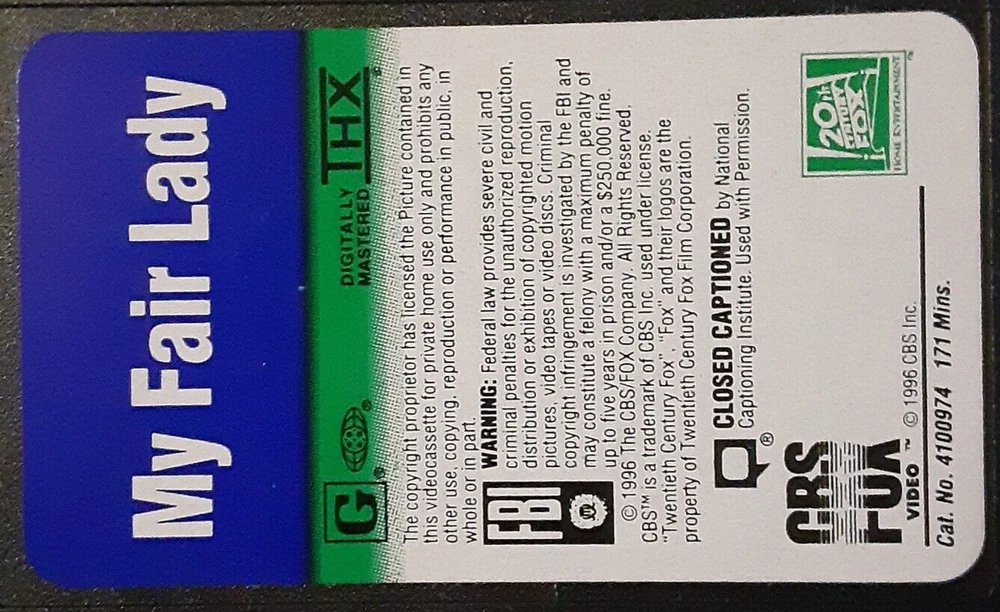 My Fair Lady
G ® ® DIGITALLY
MASTERED THX ®
The copyright proprietor has licensed the Picture contained in
this videocassette for private home use only and prohibits any
other use, copying, reproduction or performance in public, in
whole or in part.
FBI
WARNING: Federal law provides severe civil and
criminal penalties for the unauthorized reproduction,
distribution or exhibition of copyrighted motion
pictures, video tapes or video discs. Criminal
copyright infringement is investigated by the FBI and
may constitute a felony with a maximum penalty of
up to five years in prison and/or a $250,000 fine.
© 1996 The CBS/FOX Company. All Rights Reserved.
CBS™ is a trademark of CBS Inc. used under license.
"Twentieth Century Fox", "Fox" and their logos are the
property of Twentieth Century Fox Film Corporation.
® CLOSED CAPTIONED by National
Captioning Institute. Used with Permission.
CBS
FOX
VIDEO ™ © 1996 CBS Inc.
20th
CENTURY
FOX
HOME ENTERTAINMENT ™
Cat. No. 4100974 171 Mins.